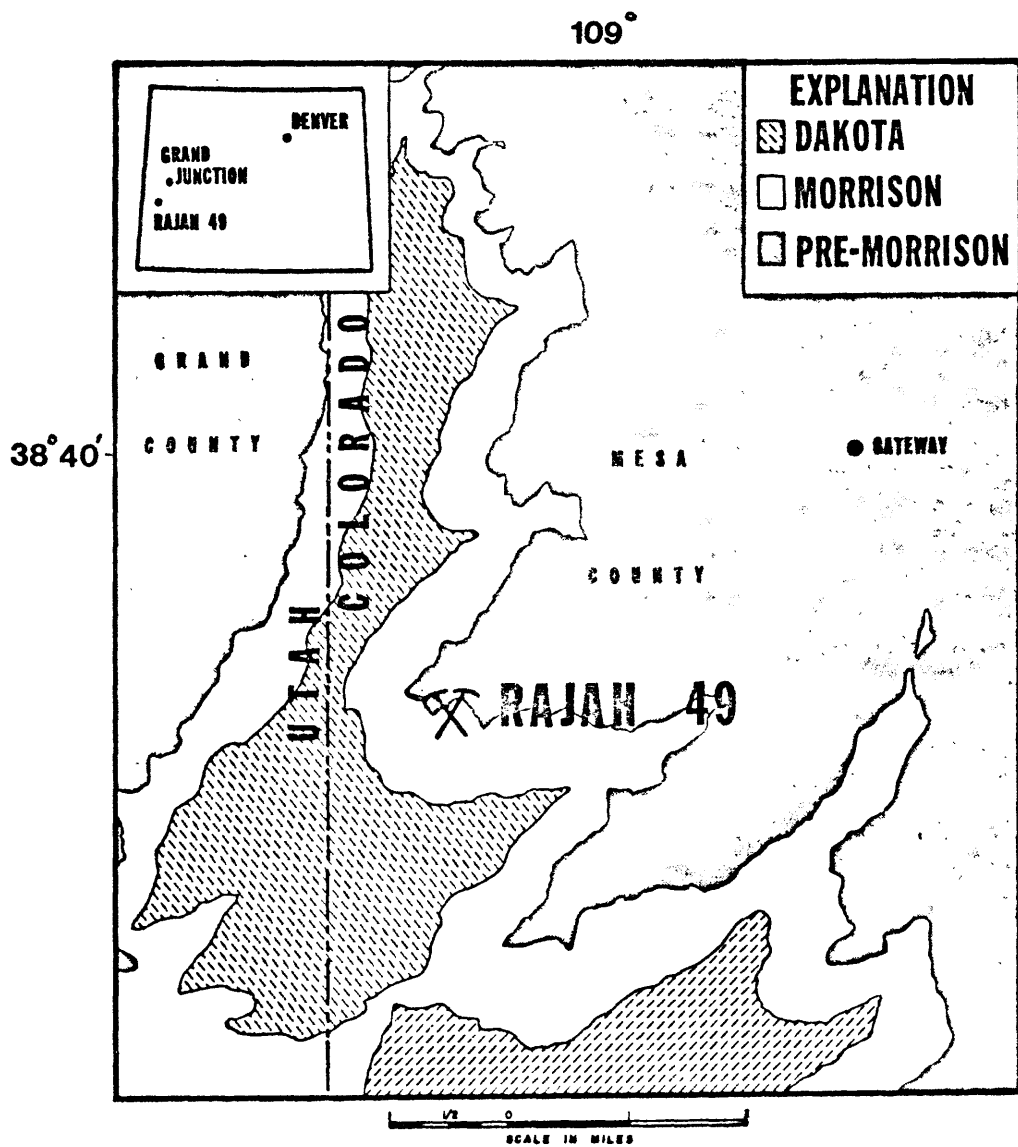 109°
DENVER
GRAND
JUNCTION
RAJAH 49
EXPLANATION
DAKOTA
MORRISON
PRE-MORRISON
GRAND
COUNTY
38°40'
UTAH
COLORADO
MESA
COUNTY
GATEWAY
RAJAH 49
1/2 0
SCALE IN MILES